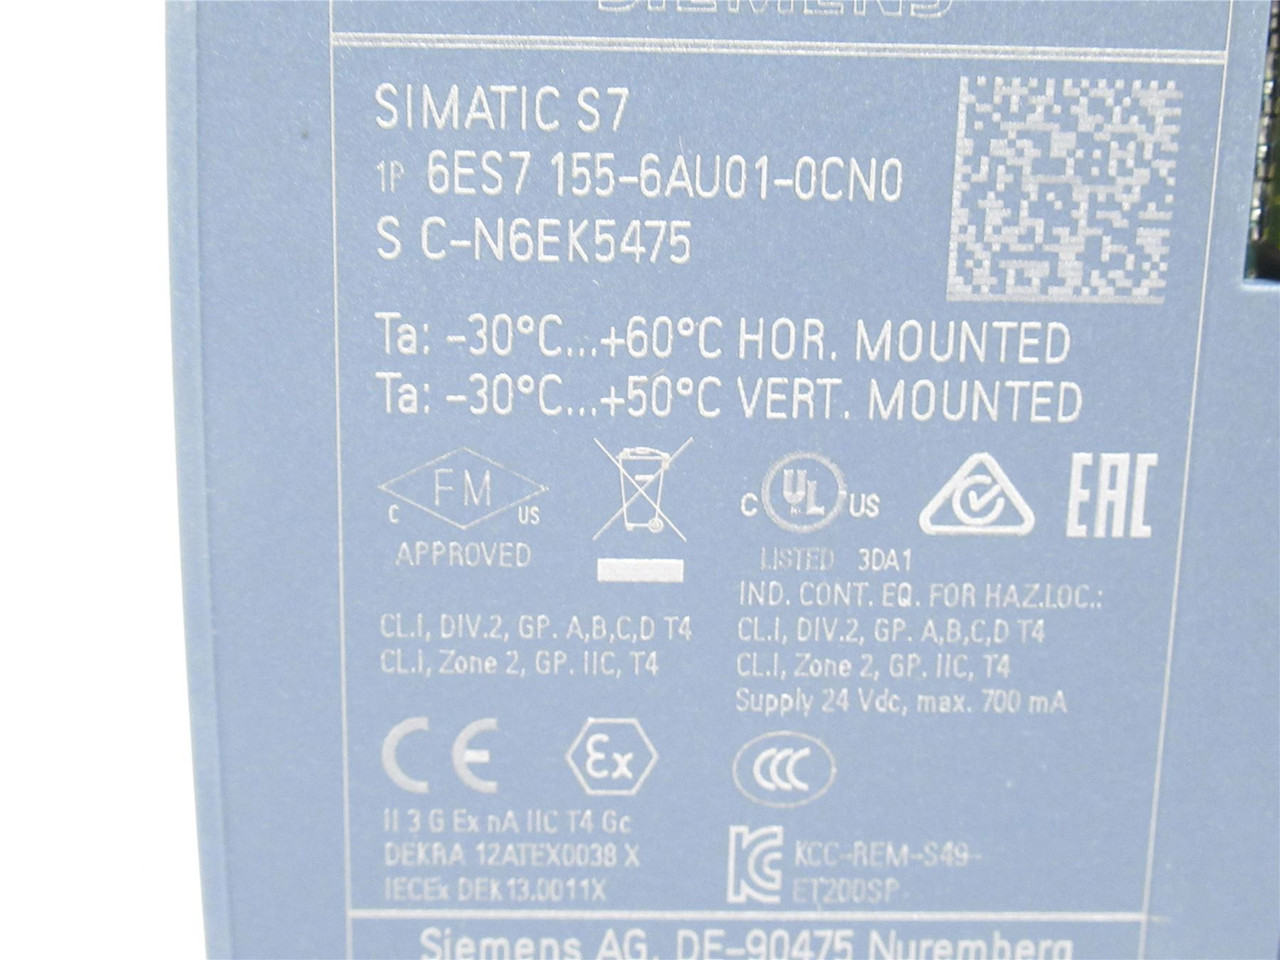 SIEMENS
SIMATIC S7
1P 6ES7 155-6AU01-0CN0
S C-N6EK5475
Ta: -30°C...+60°C HOR. MOUNTED
Ta: -30°C...+50°C VERT. MOUNTED
FM
C US
APPROVED
C UL US
LISTED 3DA1
EAC
IND. CONT. EQ. FOR HAZ.LOC.:
CL.I, DIV.2, GP. A,B,C,D T4
CL.I, Zone 2, GP. IIC, T4
CL.I, DIV.2, GP. A,B,C,D T4
CL.I, Zone 2, GP. IIC, T4
Supply 24 Vdc, max. 700 mA
CE
Ex
CCC
II 3 G Ex nA IIC T4 Gc
DEKRA 12ATEX0038 X
IECEx DEK13.0011X
KCC-REM-S49-
ET200SP
Siemens AG, DE-90475 Nuremberg